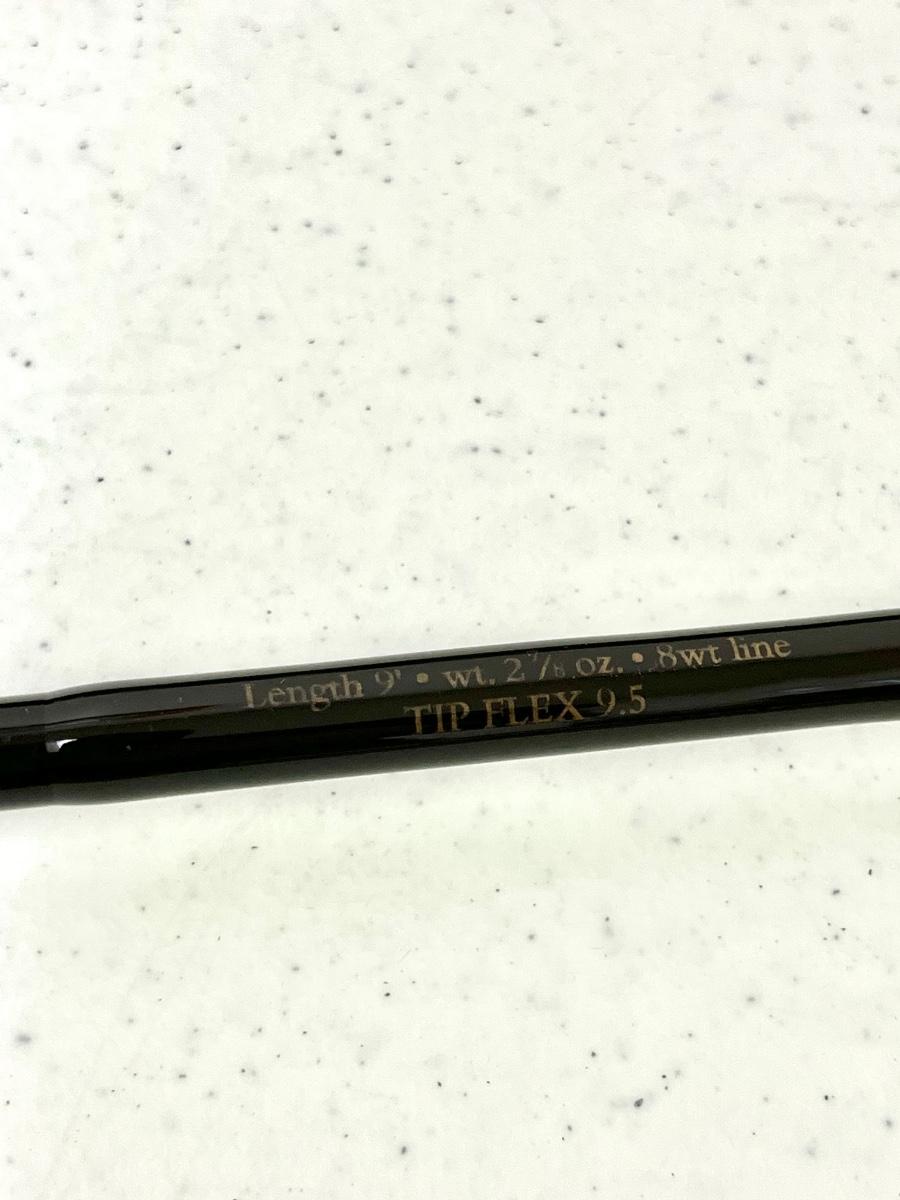 Length 9' • wt. 2 7/8 oz. • 8wt line
TIP FLEX 9.5